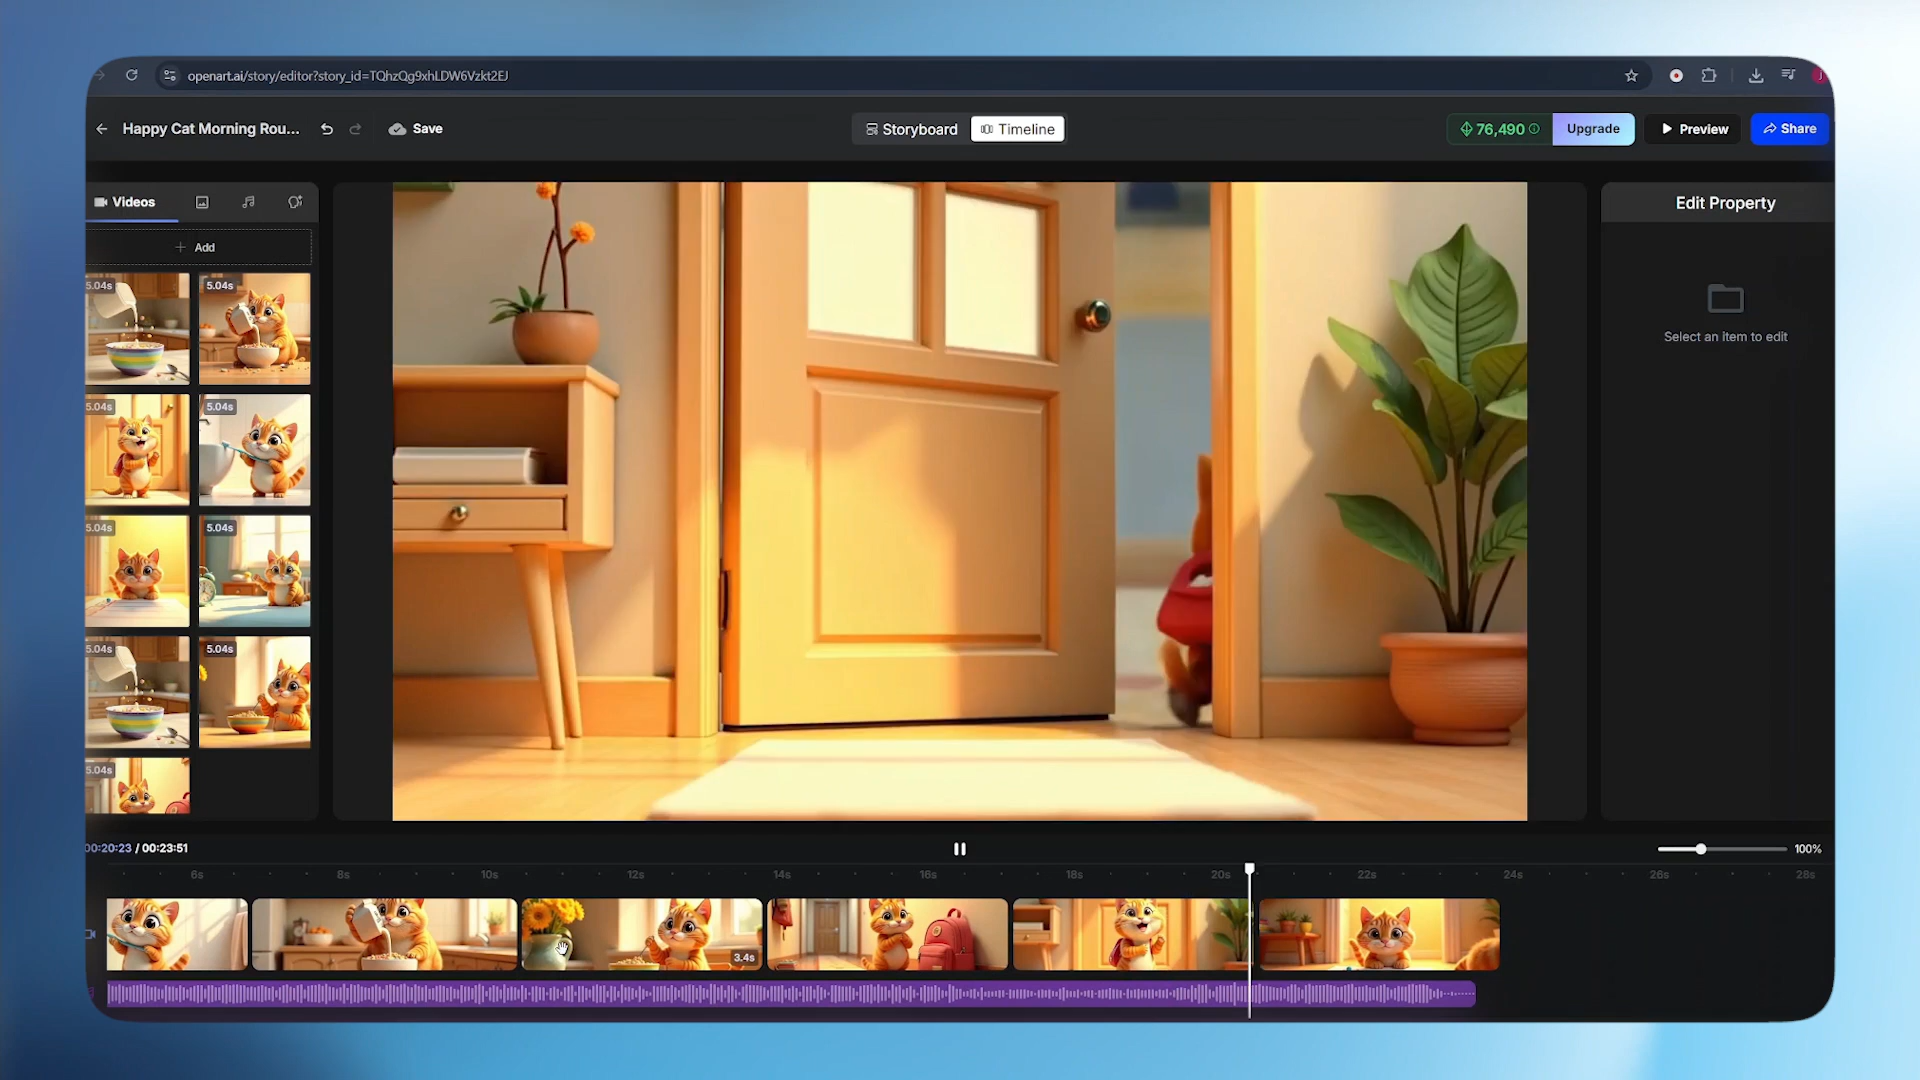 openart.ai/story/editor?story_id=TQhzQg9xhLDW6Vzkt2EJ
J
Happy Cat Morning Rou...
Save
Storyboard
Timeline
76,490
Upgrade
Preview
Share
Videos
Edit Property
Add
5.04s
5.04s
5.04s
5.04s
5.04s
5.04s
5.04s
5.04s
5.04s
Select an item to edit
00:20:23 / 00:23:51
100%
6s
8s
10s
12s
14s
16s
18s
20s
22s
24s
26s
28s
3.4s